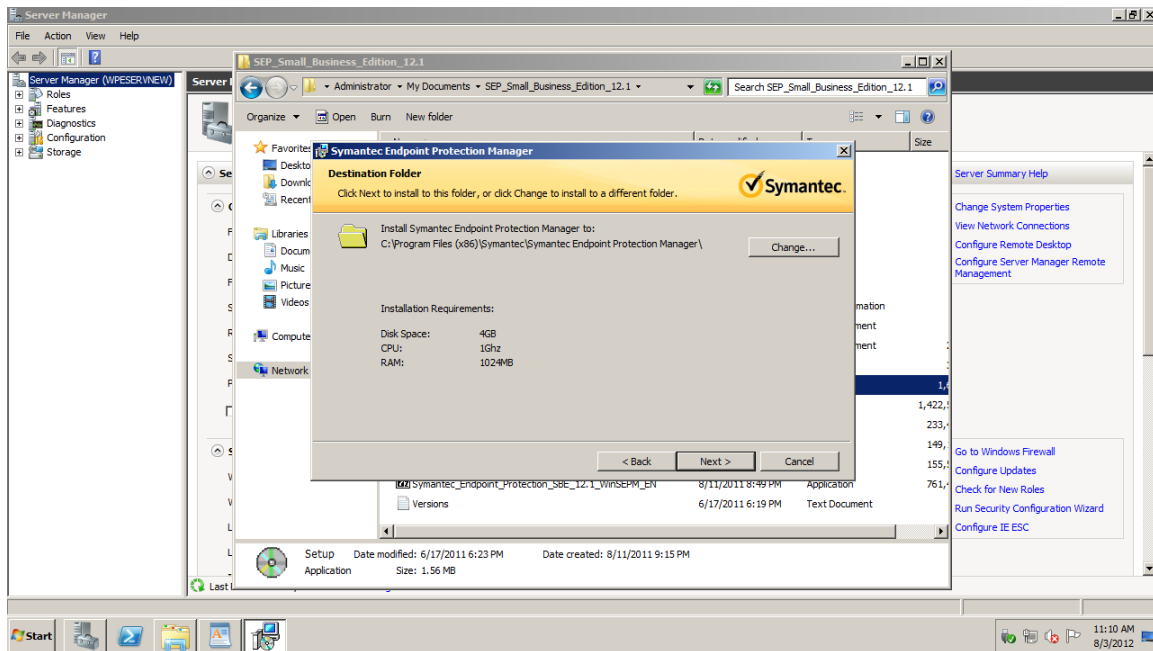 Server Manager
File Action View Help
Server Manager (WPESERVNEW)
Roles
Features
Diagnostics
Configuration
Storage
SEP_Small_Business_Edition_12.1
Administrator My Documents SEP_Small_Business_Edition_12.1
Search SEP_Small_Business_Edition_12.1
Organize Open Burn New folder
Size
Symantec Endpoint Protection Manager
Destination Folder
Click Next to install to this folder, or click Change to install to a different folder.
Symantec.
Install Symantec Endpoint Protection Manager to:
C:\Program Files (x86)\Symantec\Symantec Endpoint Protection Manager\
Change...
Installation Requirements:
Disk Space: 4GB
CPU: 1Ghz
RAM: 1024MB
< Back Next > Cancel
Favorites
Libraries
Music
Videos
Network
Symantec_Endpoint_Protection_SBE_12.1_WinSEPM_EN 8/11/2011 8:49 PM Application
Versions 6/17/2011 6:19 PM Text Document
Setup Date modified: 6/17/2011 6:23 PM Date created: 8/11/2011 9:15 PM
Application Size: 1.56 MB
Server Summary Help
Change System Properties
View Network Connections
Configure Remote Desktop
Configure Server Manager Remote
Management
Go to Windows Firewall
Configure Updates
Check for New Roles
Run Security Configuration Wizard
Configure IE ESC
Start
11:10 AM
8/3/2012